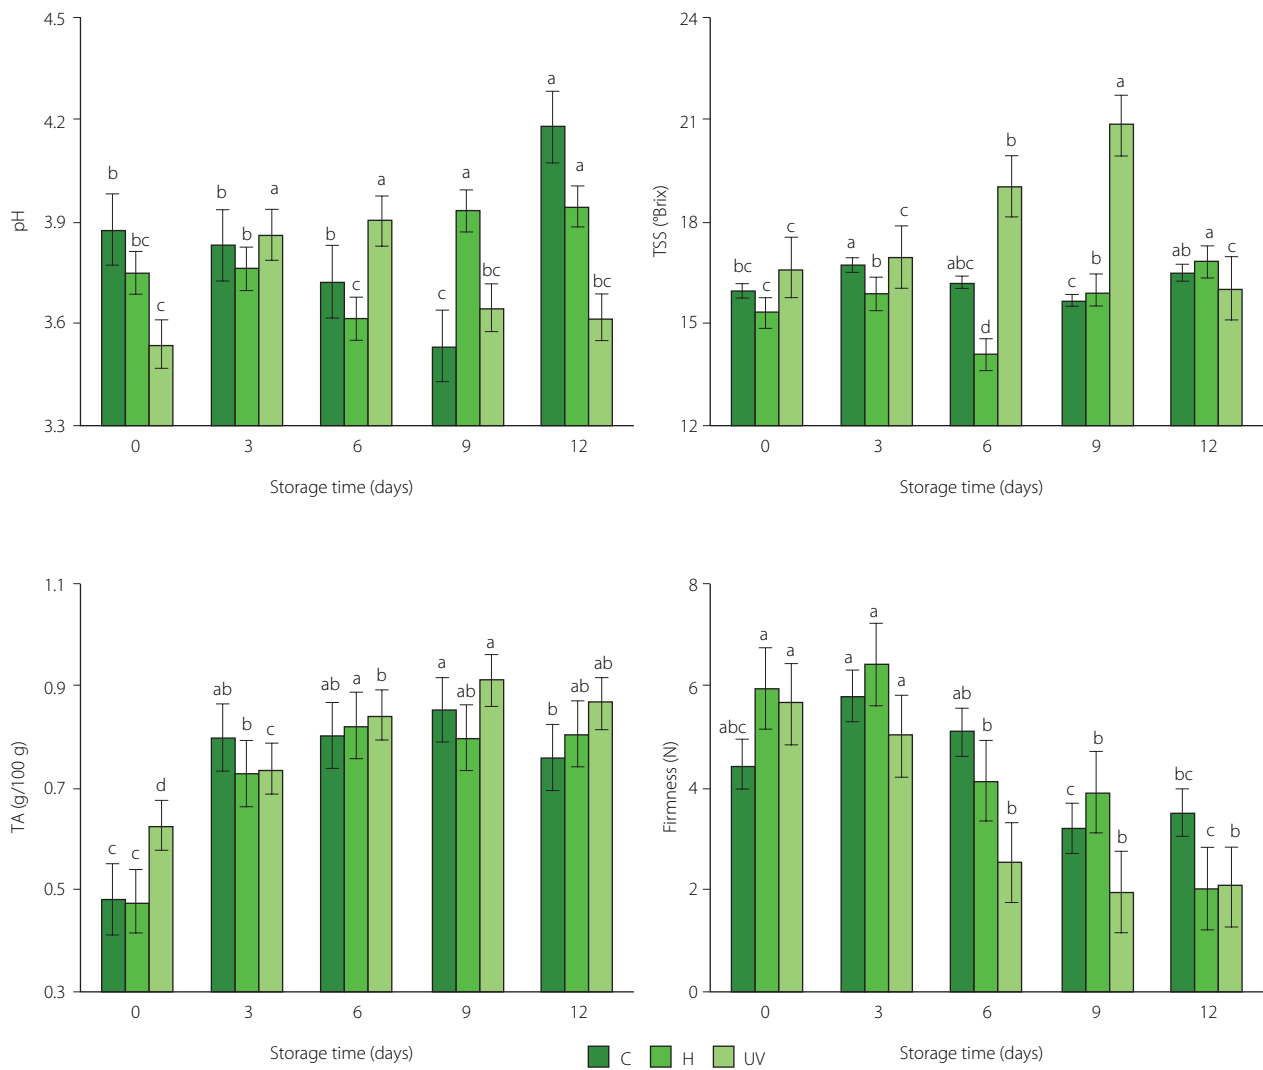 4.5
4.2
3.9
3.6
3.3
pH
b
bc
c
b
b
a
b
c
a
c
a
bc
a
a
bc
0 3 6 9 12
Storage time (days)
24
21
18
15
12
TSS (°Brix)
bc
c
c
a
b
c
abc
d
b
c
b
a
ab
a
c
0 3 6 9 12
Storage time (days)
1.1
0.9
0.7
0.5
0.3
TA (g/100 g)
c
c
d
ab
b
c
ab
a
b
a
ab
a
b
ab
ab
0 3 6 9 12
Storage time (days)
8
6
4
2
0
Firmness (N)
abc
a
a
a
a
a
ab
b
b
c
b
b
bc
c
b
0 3 6 9 12
Storage time (days)
C H UV